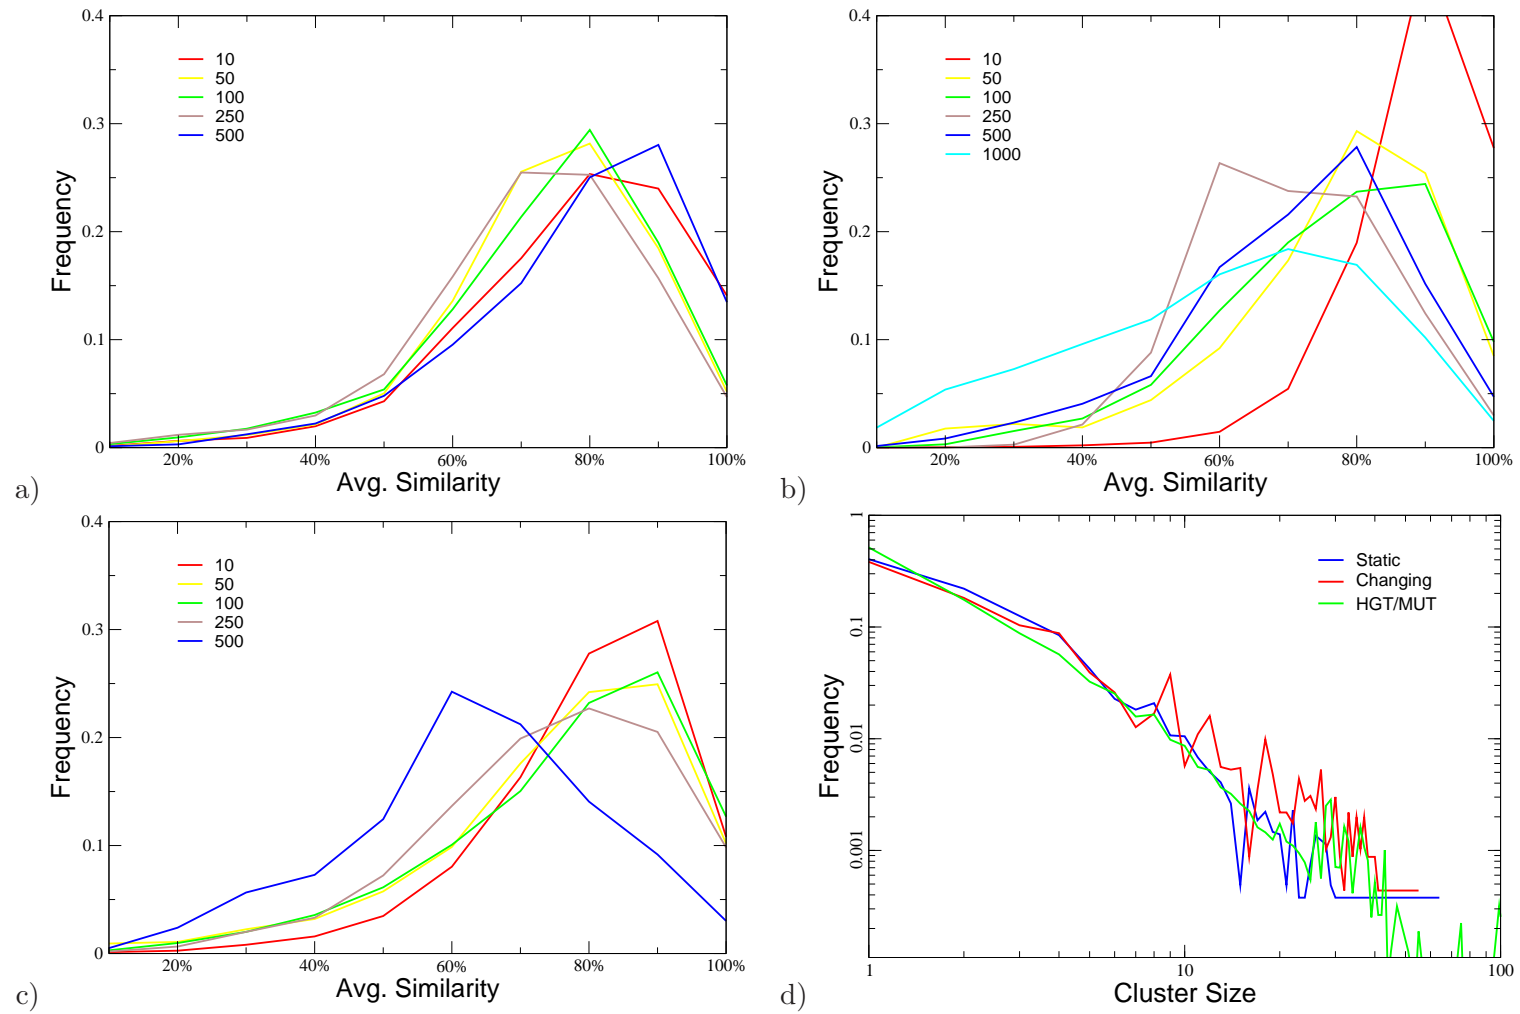 0.4
0.3
0.2
0.1
0
Frequency
10
50
100
250
500
20% 40% 60% 80% 100%
Avg. Similarity
a)
0.4
0.3
0.2
0.1
0
Frequency
10
50
100
250
500
1000
20% 40% 60% 80% 100%
Avg. Similarity
b)
0.4
0.3
0.2
0.1
0
Frequency
10
50
100
250
500
20% 40% 60% 80% 100%
Avg. Similarity
c)
1
0.1
0.01
0.001
Frequency
Static
Changing
HGT/MUT
1 10 100
Cluster Size
d)